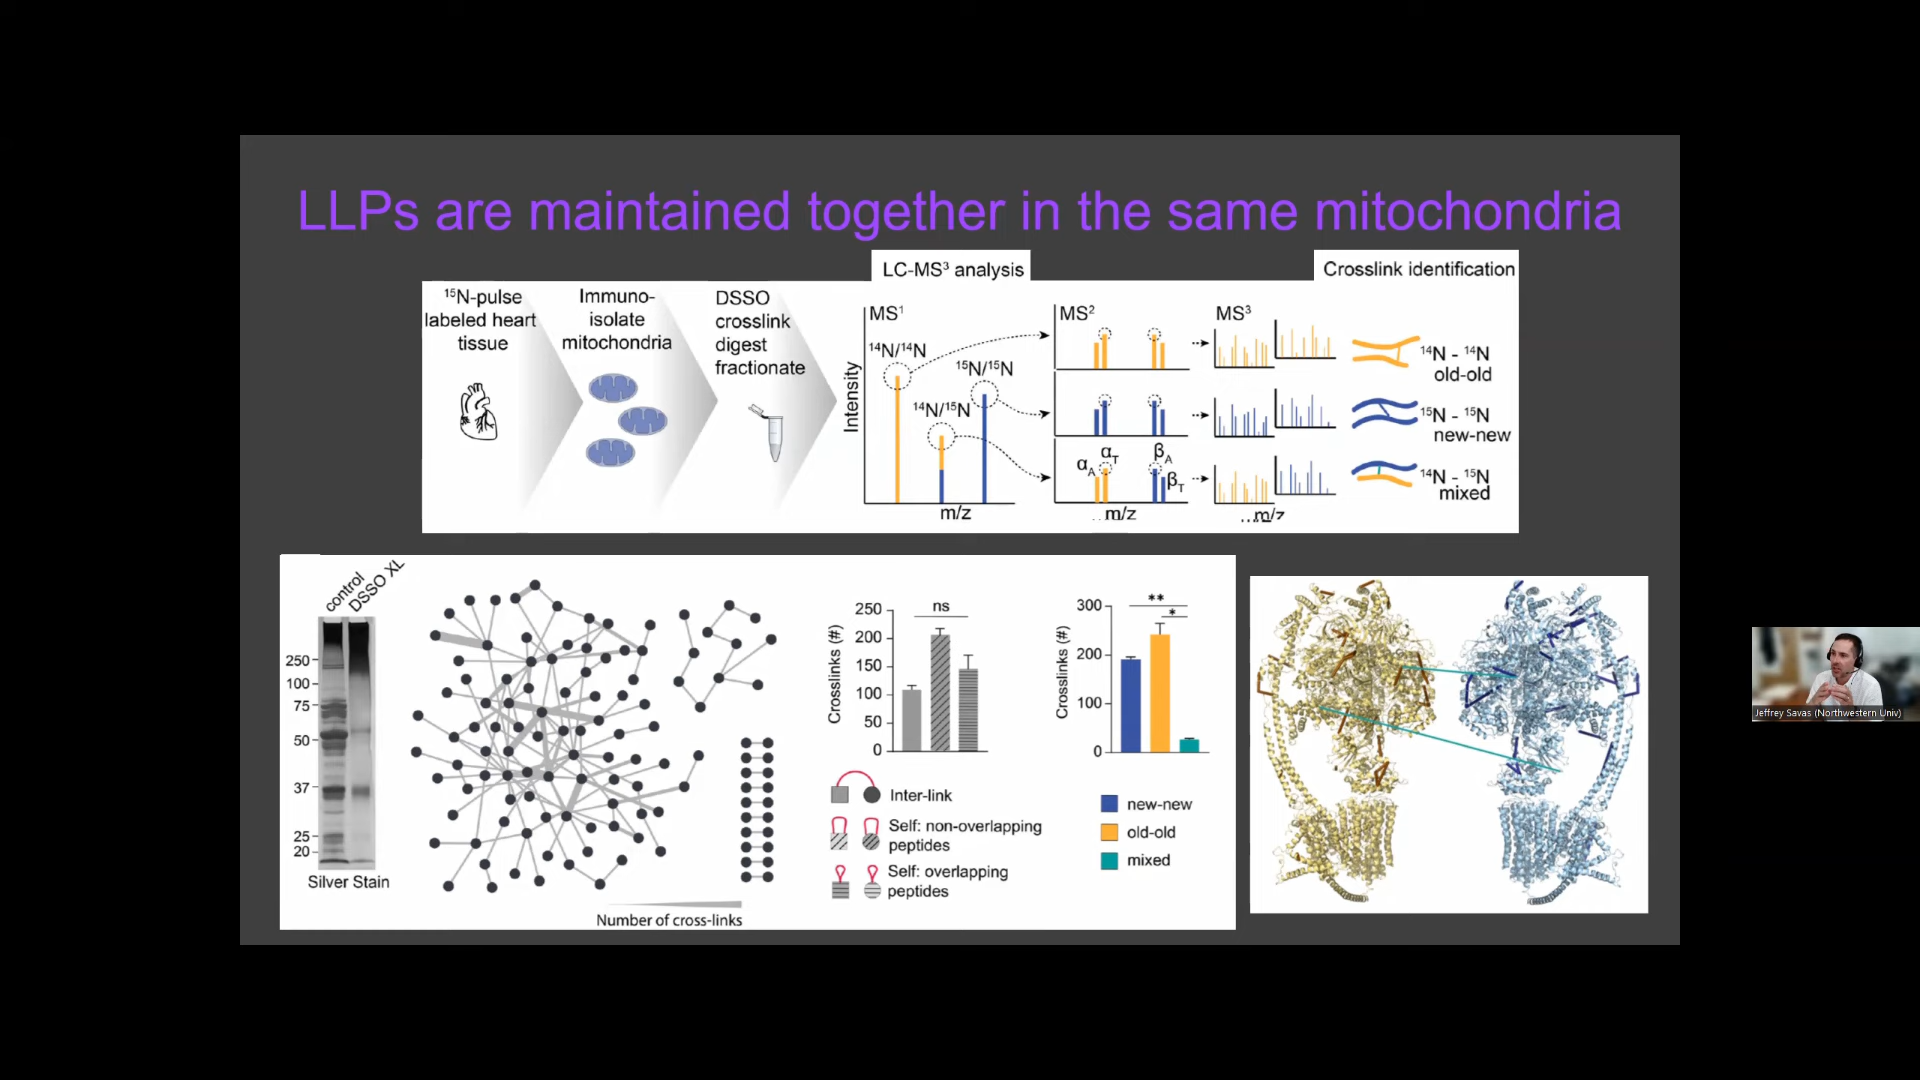 LLPs are maintained together in the same mitochondria
LC-MS³ analysis
Crosslink identification
¹⁵N-pulse
labeled heart
tissue
Immuno-
isolate
mitochondria
DSSO
crosslink
digest
fractionate
Intensity
MS¹
¹⁴N/¹⁴N
¹⁴N/¹⁵N
¹⁵N/¹⁵N
m/z
MS²
α_A
α_T
β_A
β_T
m/z
MS³
m/z
¹⁴N - ¹⁴N
old-old
¹⁵N - ¹⁵N
new-new
¹⁴N - ¹⁵N
mixed
control
DSSO XL
250
100
75
50
37
25
20
Silver Stain
Number of cross-links
Crosslinks (#)
250
200
150
100
50
0
ns
Inter-link
Self: non-overlapping
peptides
Self: overlapping
peptides
Crosslinks (#)
300
200
100
0
**
*
new-new
old-old
mixed
Jeffrey Savas (Northwestern Univ)